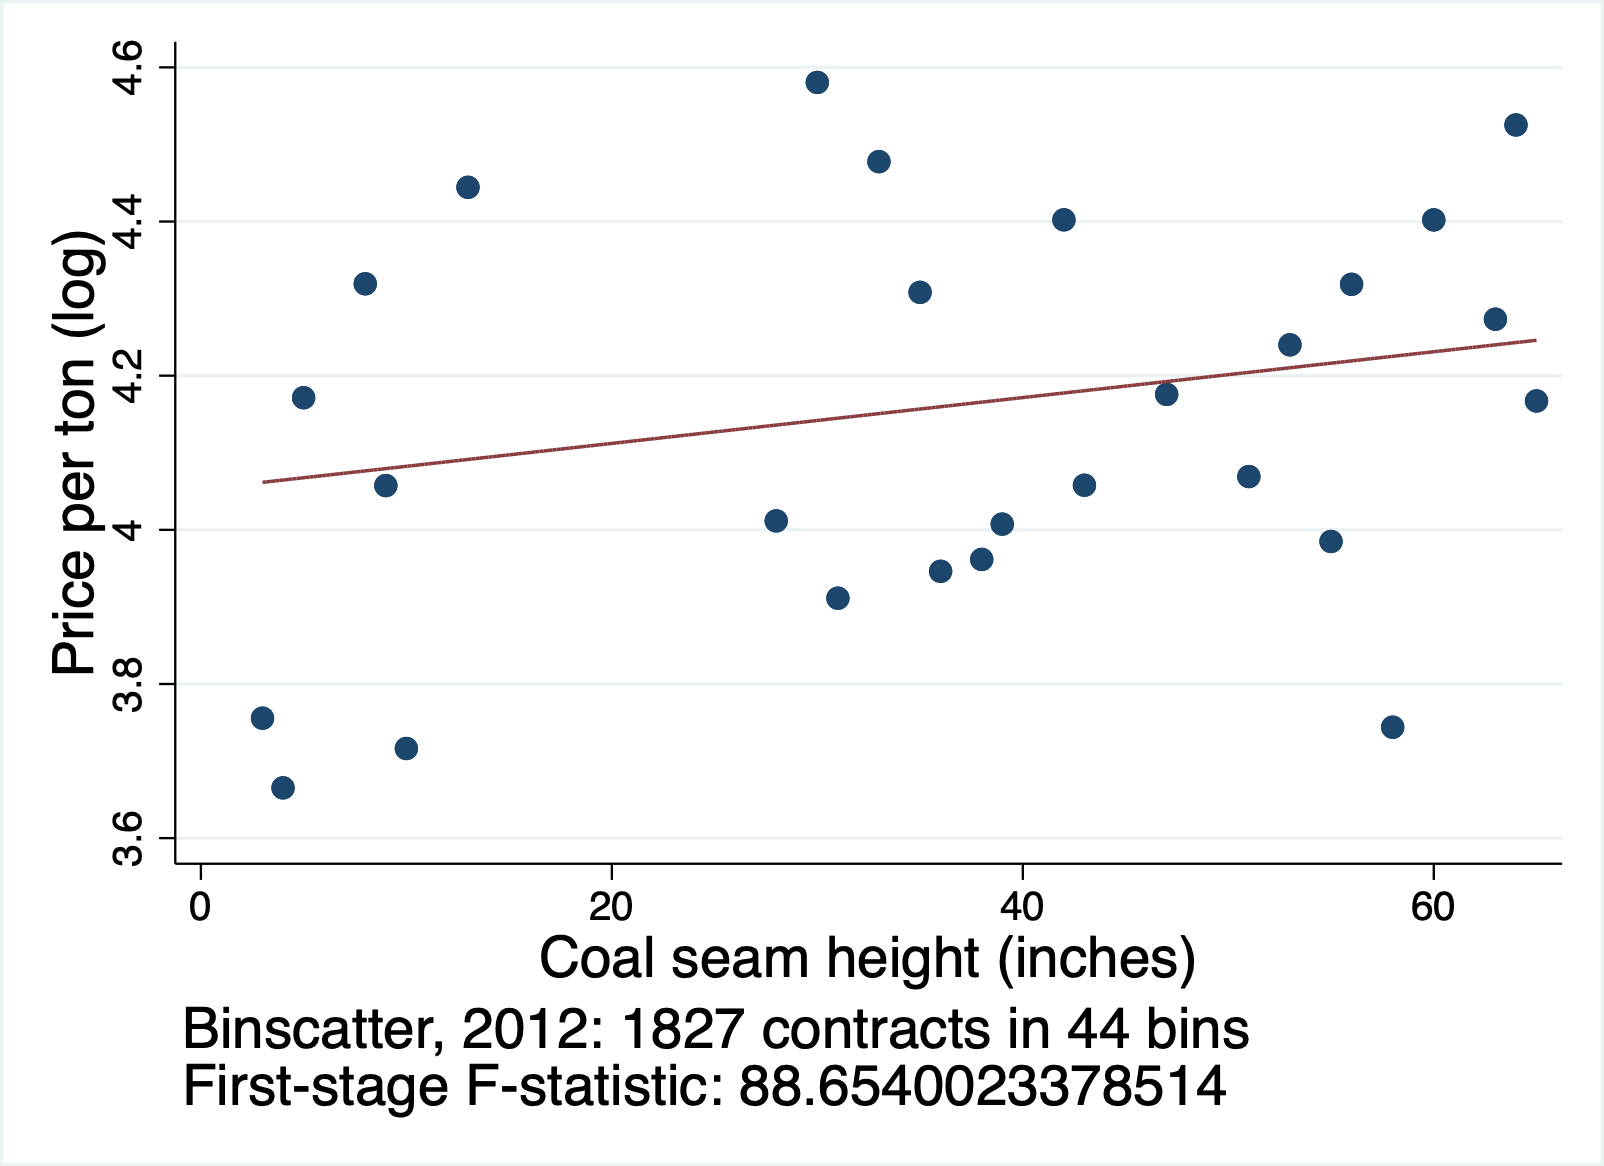 4.6
4.4
4.2
4
3.8
3.6
Price per ton (log)
0 20 40 60
Coal seam height (inches)
Binscatter, 2012: 1827 contracts in 44 bins
First-stage F-statistic: 88.6540023378514